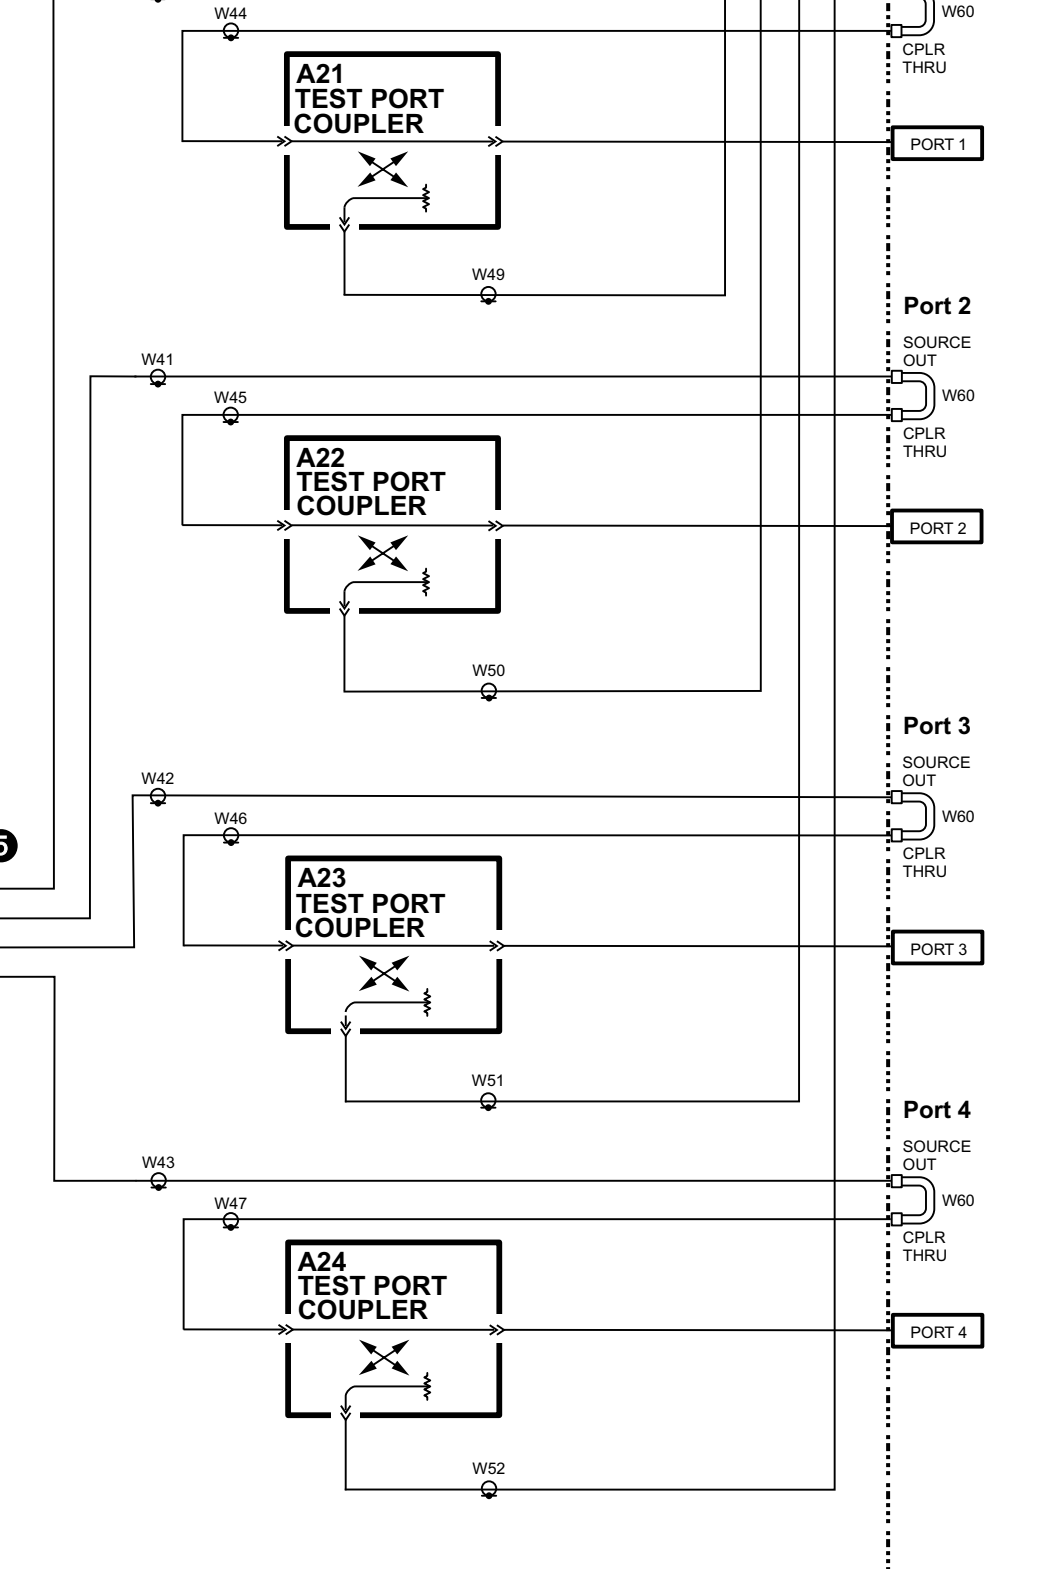 W44
W60
CPLR
THRU
A21
TEST PORT
COUPLER
PORT 1
W49
Port 2
SOURCE
OUT
W41
W45
W60
CPLR
THRU
A22
TEST PORT
COUPLER
PORT 2
W50
Port 3
SOURCE
OUT
W42
W46
W60
CPLR
THRU
5
A23
TEST PORT
COUPLER
PORT 3
W51
Port 4
SOURCE
OUT
W43
W47
W60
CPLR
THRU
A24
TEST PORT
COUPLER
PORT 4
W52